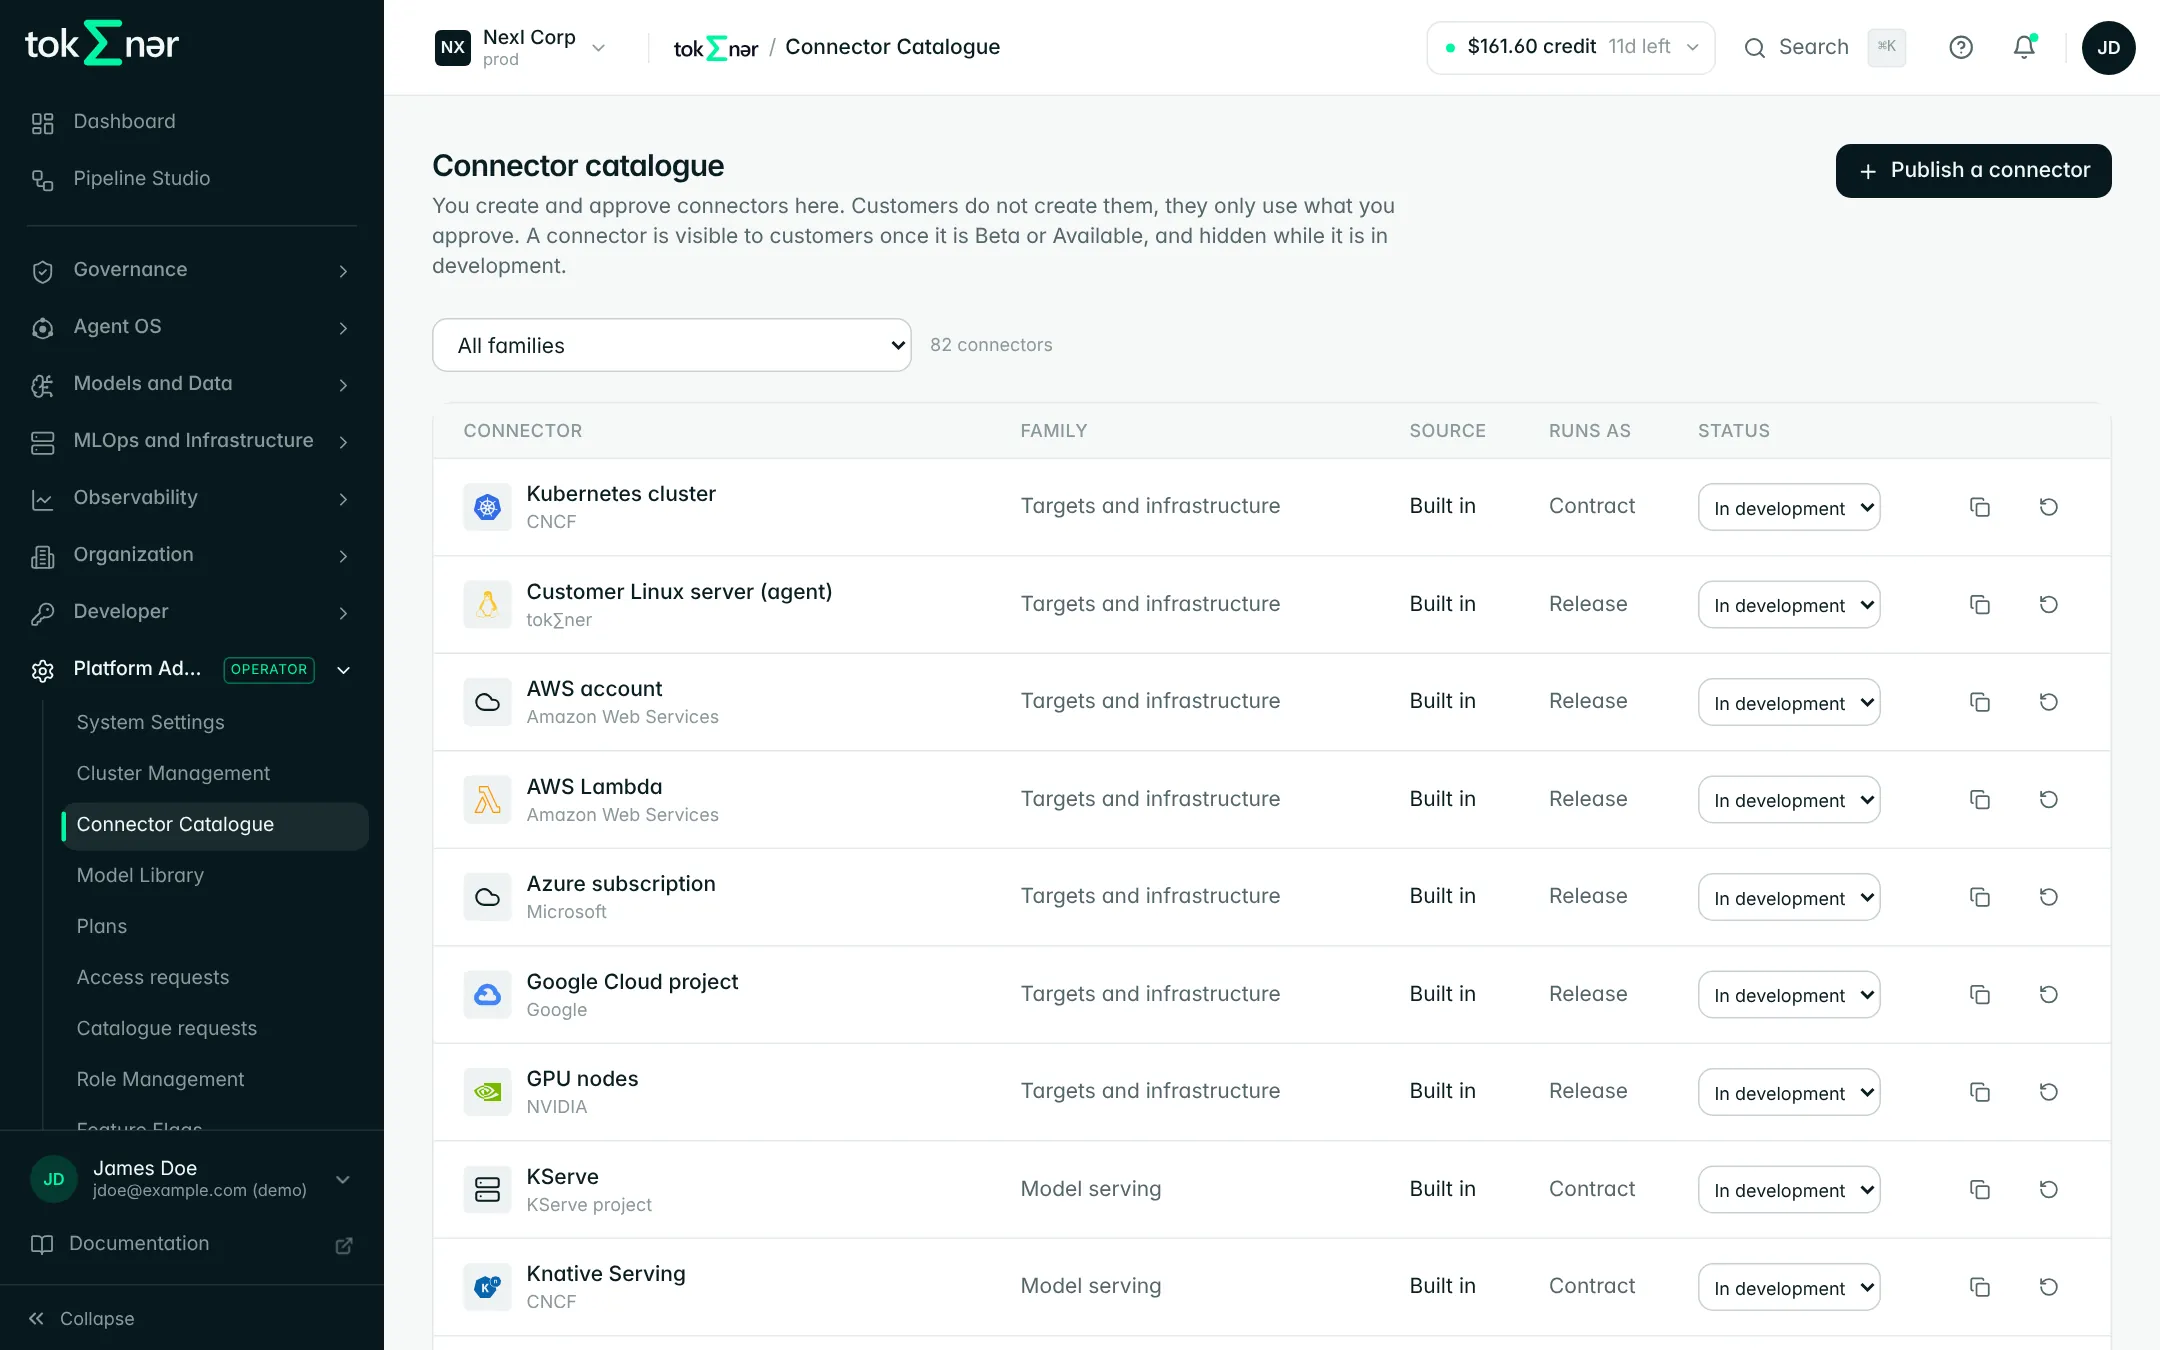 tok∑nər
Dashboard
Pipeline Studio
Governance
Agent OS
Models and Data
MLOps and Infrastructure
Observability
Organization
Developer
Platform Ad... OPERATOR
System Settings
Cluster Management
Connector Catalogue
Model Library
Plans
Access requests
Catalogue requests
Role Management
Feature Flags
JD
James Doe
jdoe@example.com (demo)
Documentation
Collapse
NX
Nexl Corp
prod
tok∑nər / Connector Catalogue
$161.60 credit 11d left
Search ⌘K
JD
Connector catalogue
You create and approve connectors here. Customers do not create them, they only use what you
approve. A connector is visible to customers once it is Beta or Available, and hidden while it is in
development.
+ Publish a connector
All families
82 connectors
CONNECTOR FAMILY SOURCE RUNS AS STATUS
Kubernetes cluster
CNCF
Targets and infrastructure Built in Contract In development
Customer Linux server (agent)
tok∑ner
Targets and infrastructure Built in Release In development
AWS account
Amazon Web Services
Targets and infrastructure Built in Release In development
AWS Lambda
Amazon Web Services
Targets and infrastructure Built in Release In development
Azure subscription
Microsoft
Targets and infrastructure Built in Release In development
Google Cloud project
Google
Targets and infrastructure Built in Release In development
GPU nodes
NVIDIA
Targets and infrastructure Built in Release In development
KServe
KServe project
Model serving Built in Contract In development
Knative Serving
CNCF
Model serving Built in Contract In development